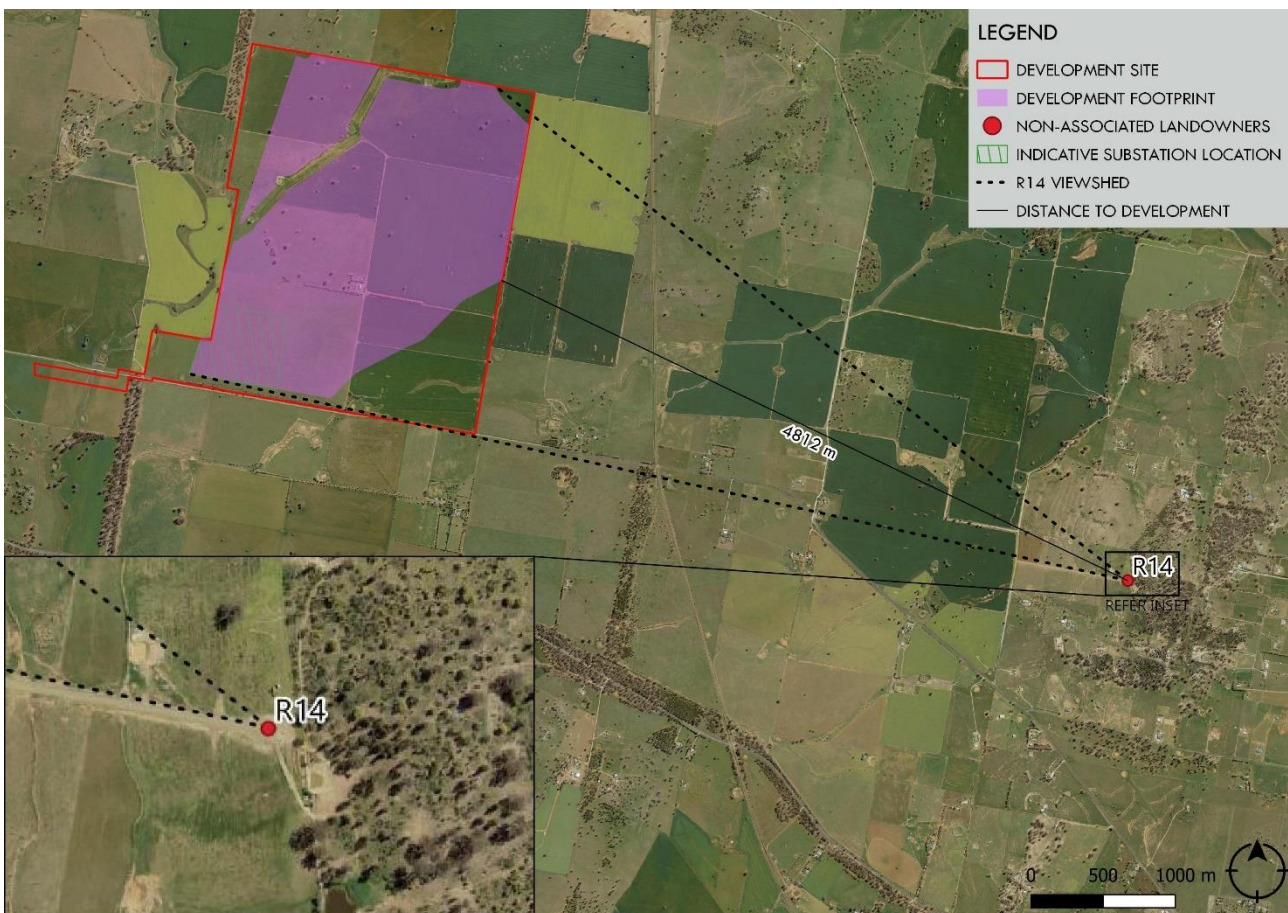 LEGEND
DEVELOPMENT SITE
DEVELOPMENT FOOTPRINT
NON-ASSOCIATED LANDOWNERS
INDICATIVE SUBSTATION LOCATION
R14 VIEWSHED
DISTANCE TO DEVELOPMENT
4812 m
R14
REFER INSET
R14
0 500 1000 m